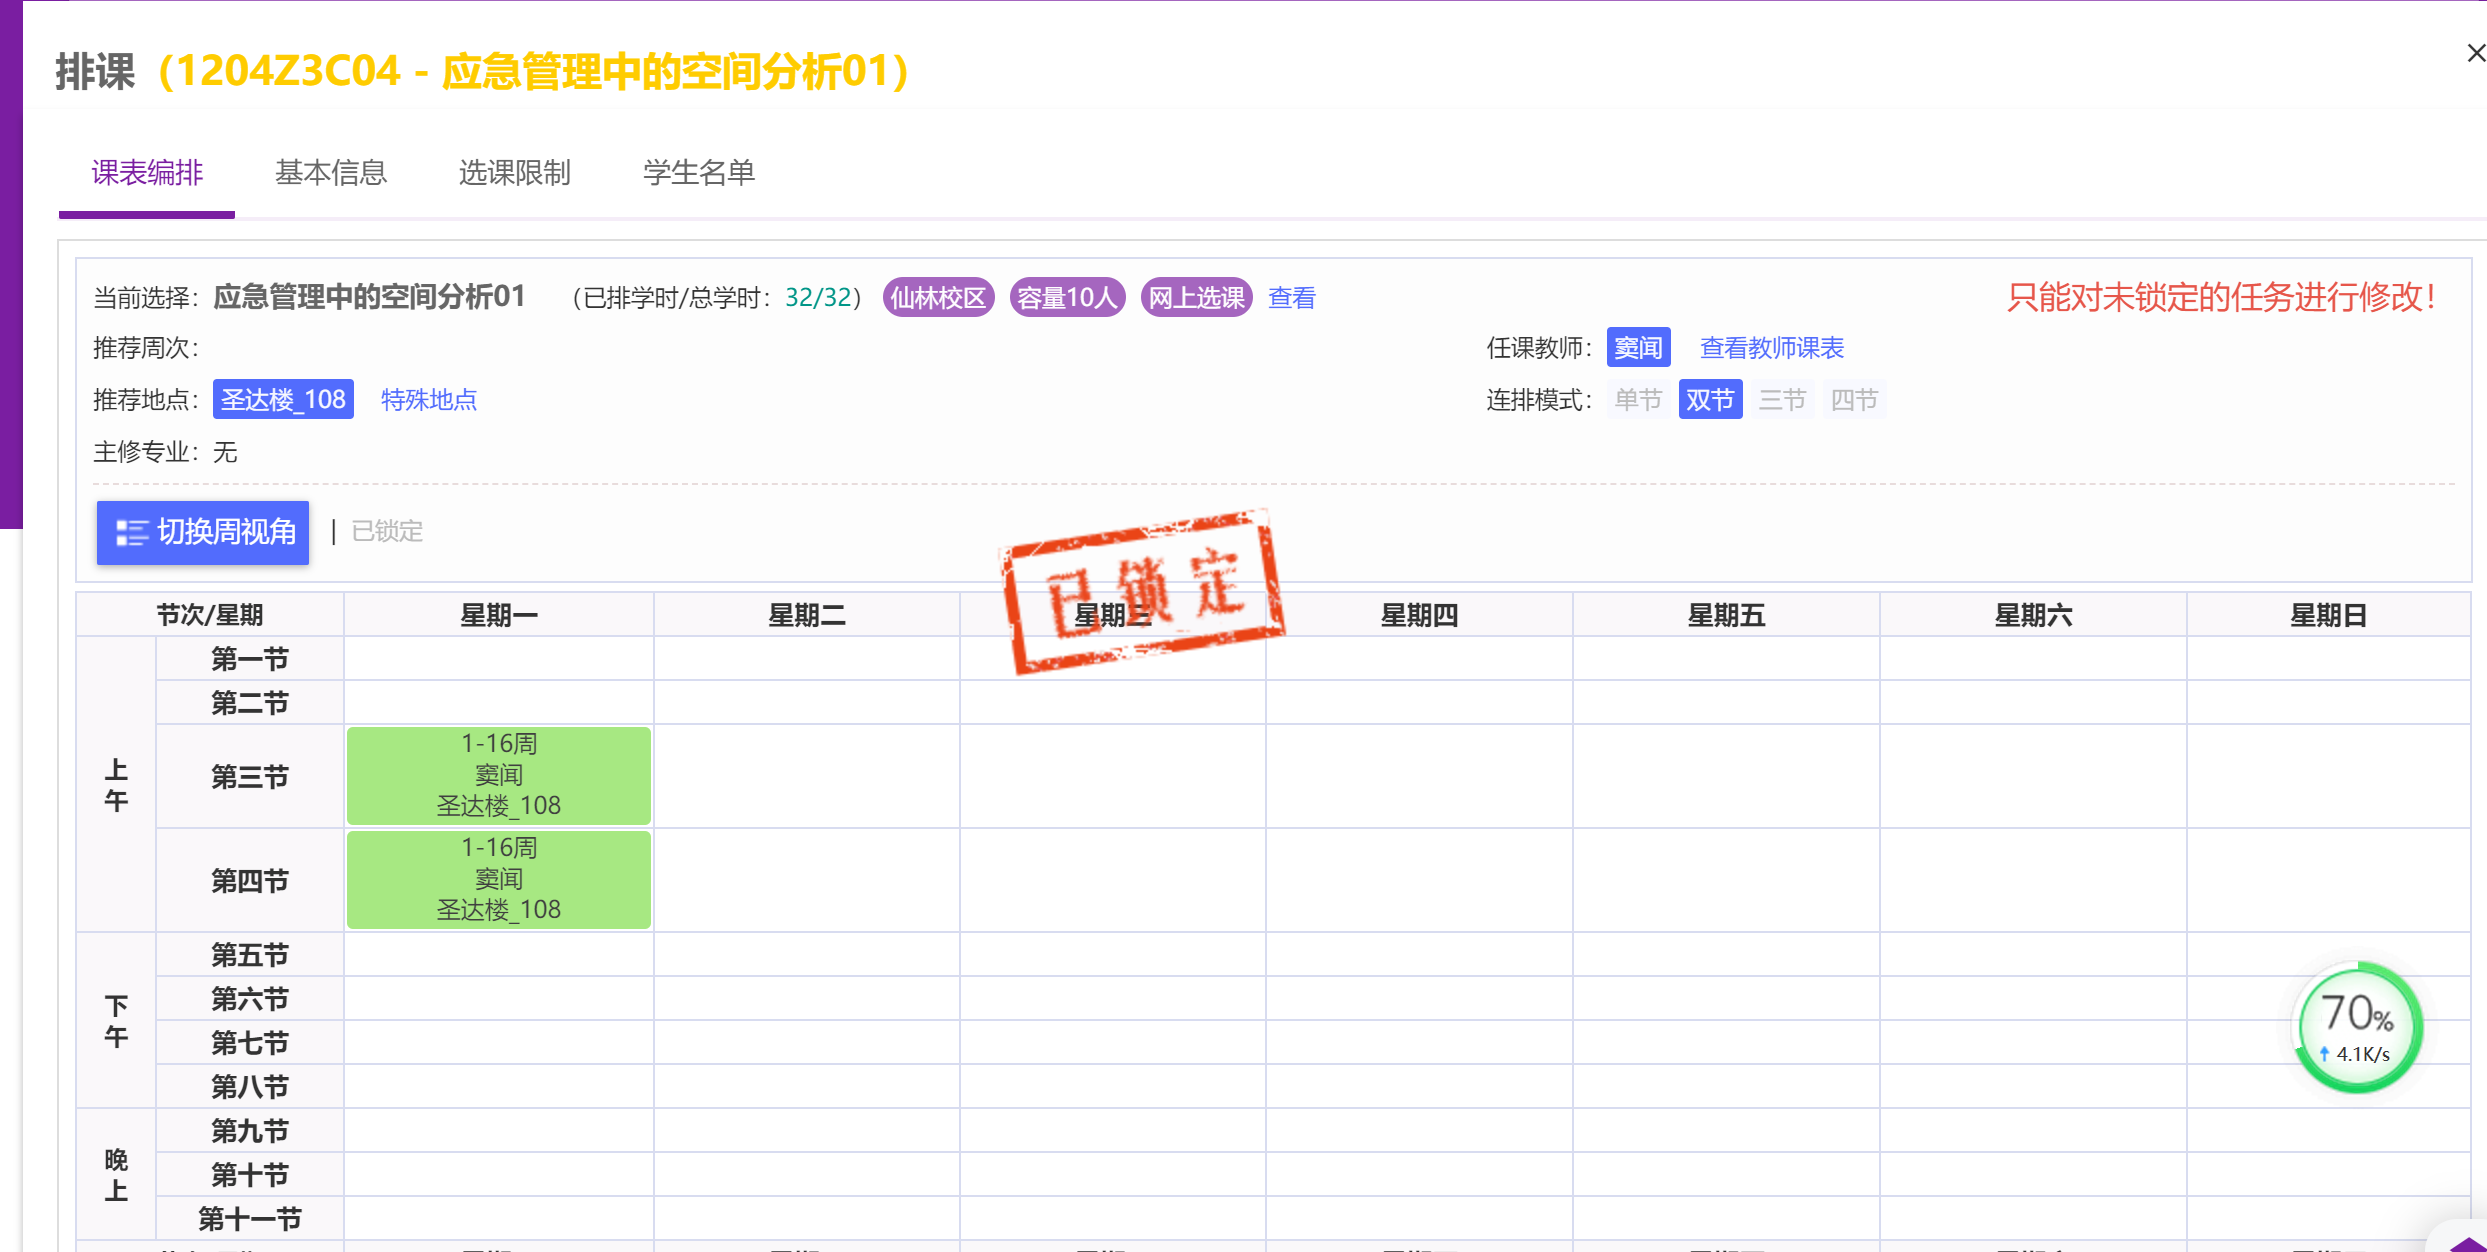 排课（1204Z3C04 - 应急管理中的空间分析01）
课表编排 基本信息 选课限制 学生名单
当前选择：应急管理中的空间分析01 （已排学时/总学时：32/32） 仙林校区 容量10人 网上选课 查看 只能对未锁定的任务进行修改！
推荐周次： 任课教师：窦闻 查看教师课表
推荐地点：圣达楼_108 特殊地点 连排模式：单节 双节 三节 四节
主修专业：无
切换周视角 | 已锁定
已锁定
节次/星期 星期一 星期二 星期三 星期四 星期五 星期六 星期日
上午
第一节
第二节
第三节
1-16周
窦闻
圣达楼_108
第四节
1-16周
窦闻
圣达楼_108
下午
第五节
第六节
第七节
第八节
晚上
第九节
第十节
第十一节
70%
4.1K/s